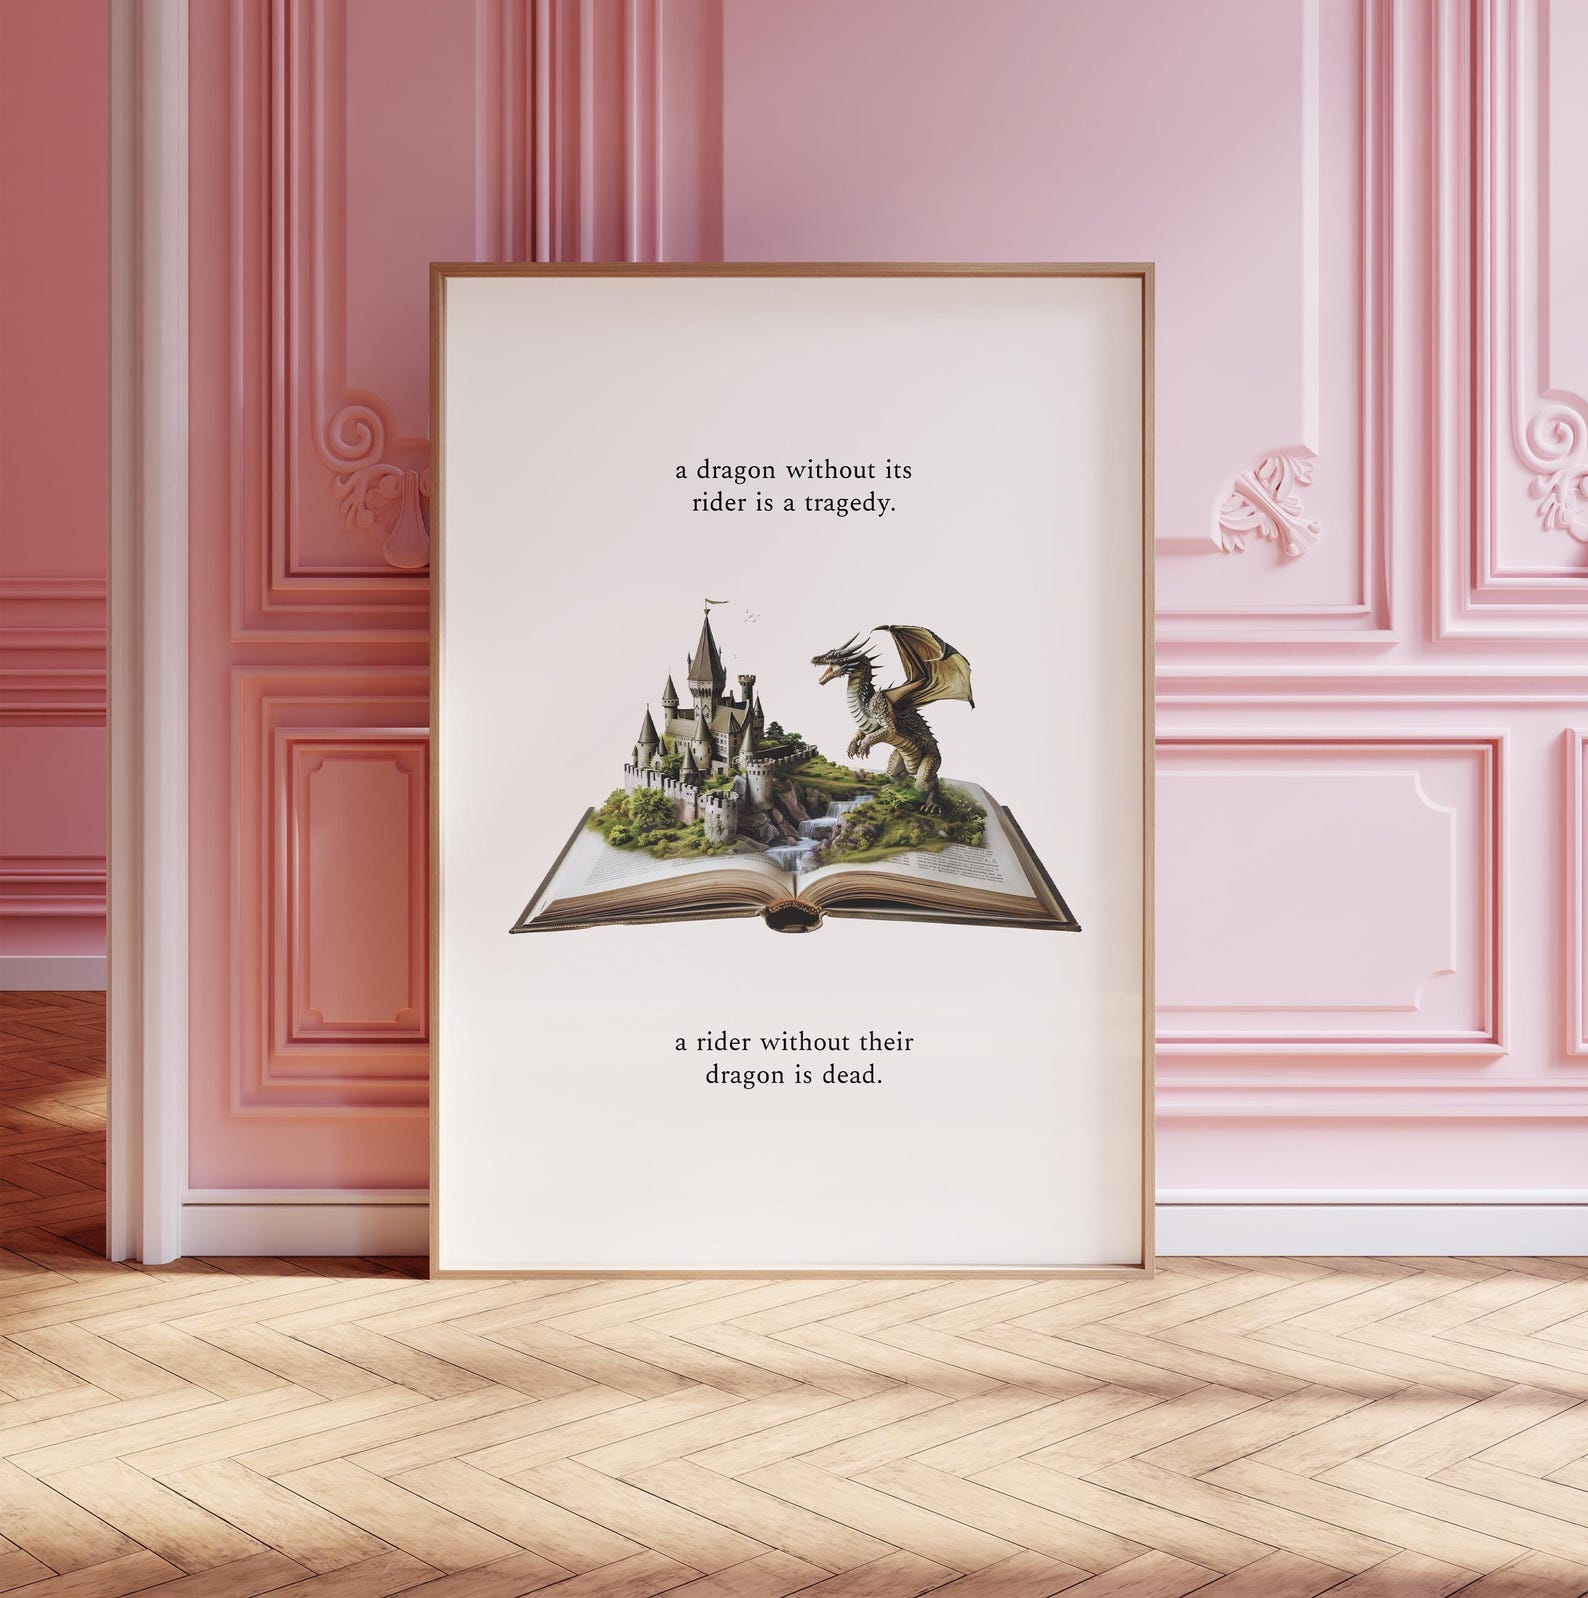 a dragon without its
rider is a tragedy.
a rider without their
dragon is dead.